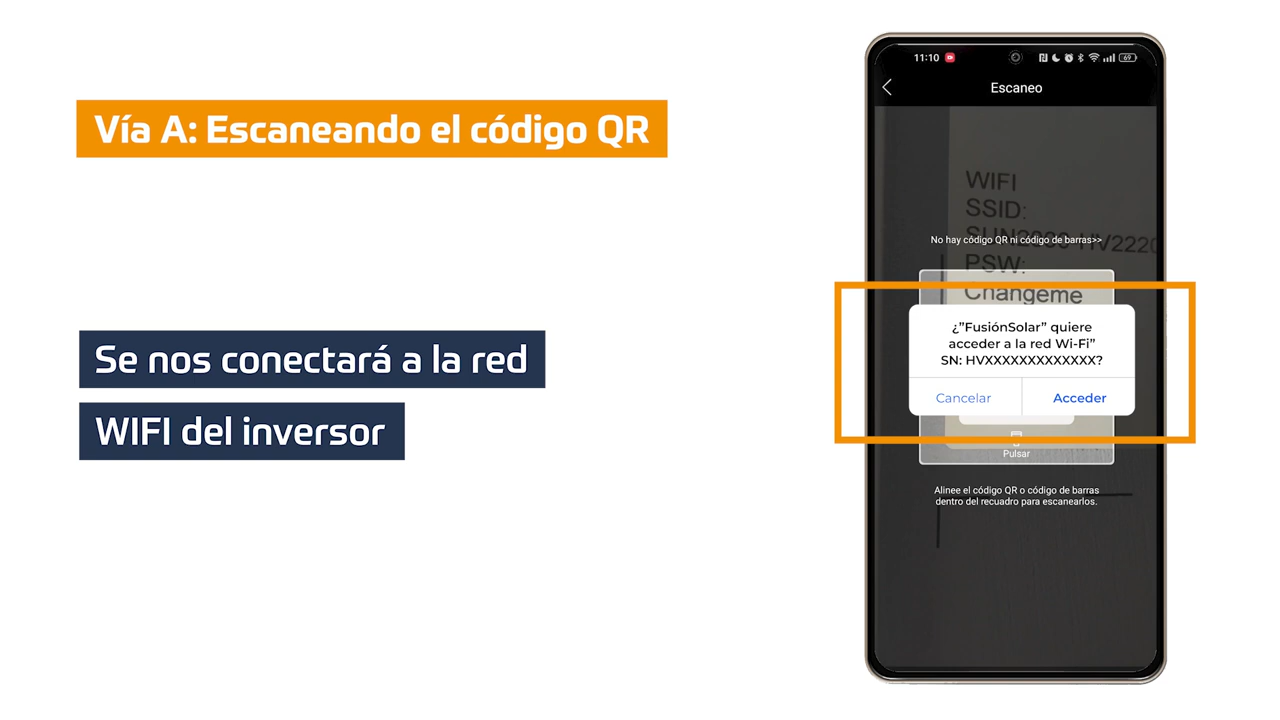 Vía A: Escaneando el código QR
Se nos conectará a la red
WIFI del inversor
11:10
69
Escaneo
WIFI
SSID:
No hay código QR ni código de barras>>
PSW:
Changeme
¿"FusiónSolar" quiere
acceder a la red Wi-Fi"
SN: HVXXXXXXXXXXXXX?
Cancelar
Acceder
Pulsar
Alinee el código QR o código de barras
dentro del recuadro para escanearlos.